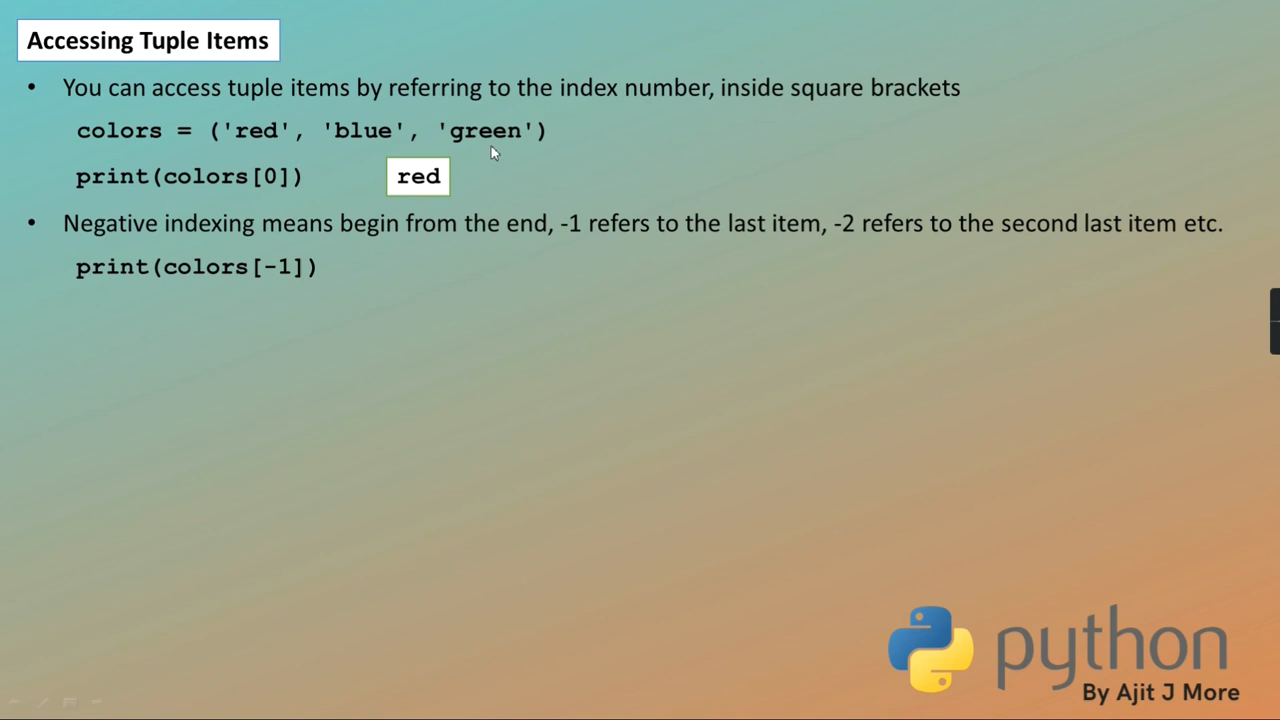 Accessing Tuple Items
• You can access tuple items by referring to the index number, inside square brackets
colors = ('red', 'blue', 'green')
print(colors[0]) red
• Negative indexing means begin from the end, -1 refers to the last item, -2 refers to the second last item etc.
print(colors[-1])
python
By Ajit J More